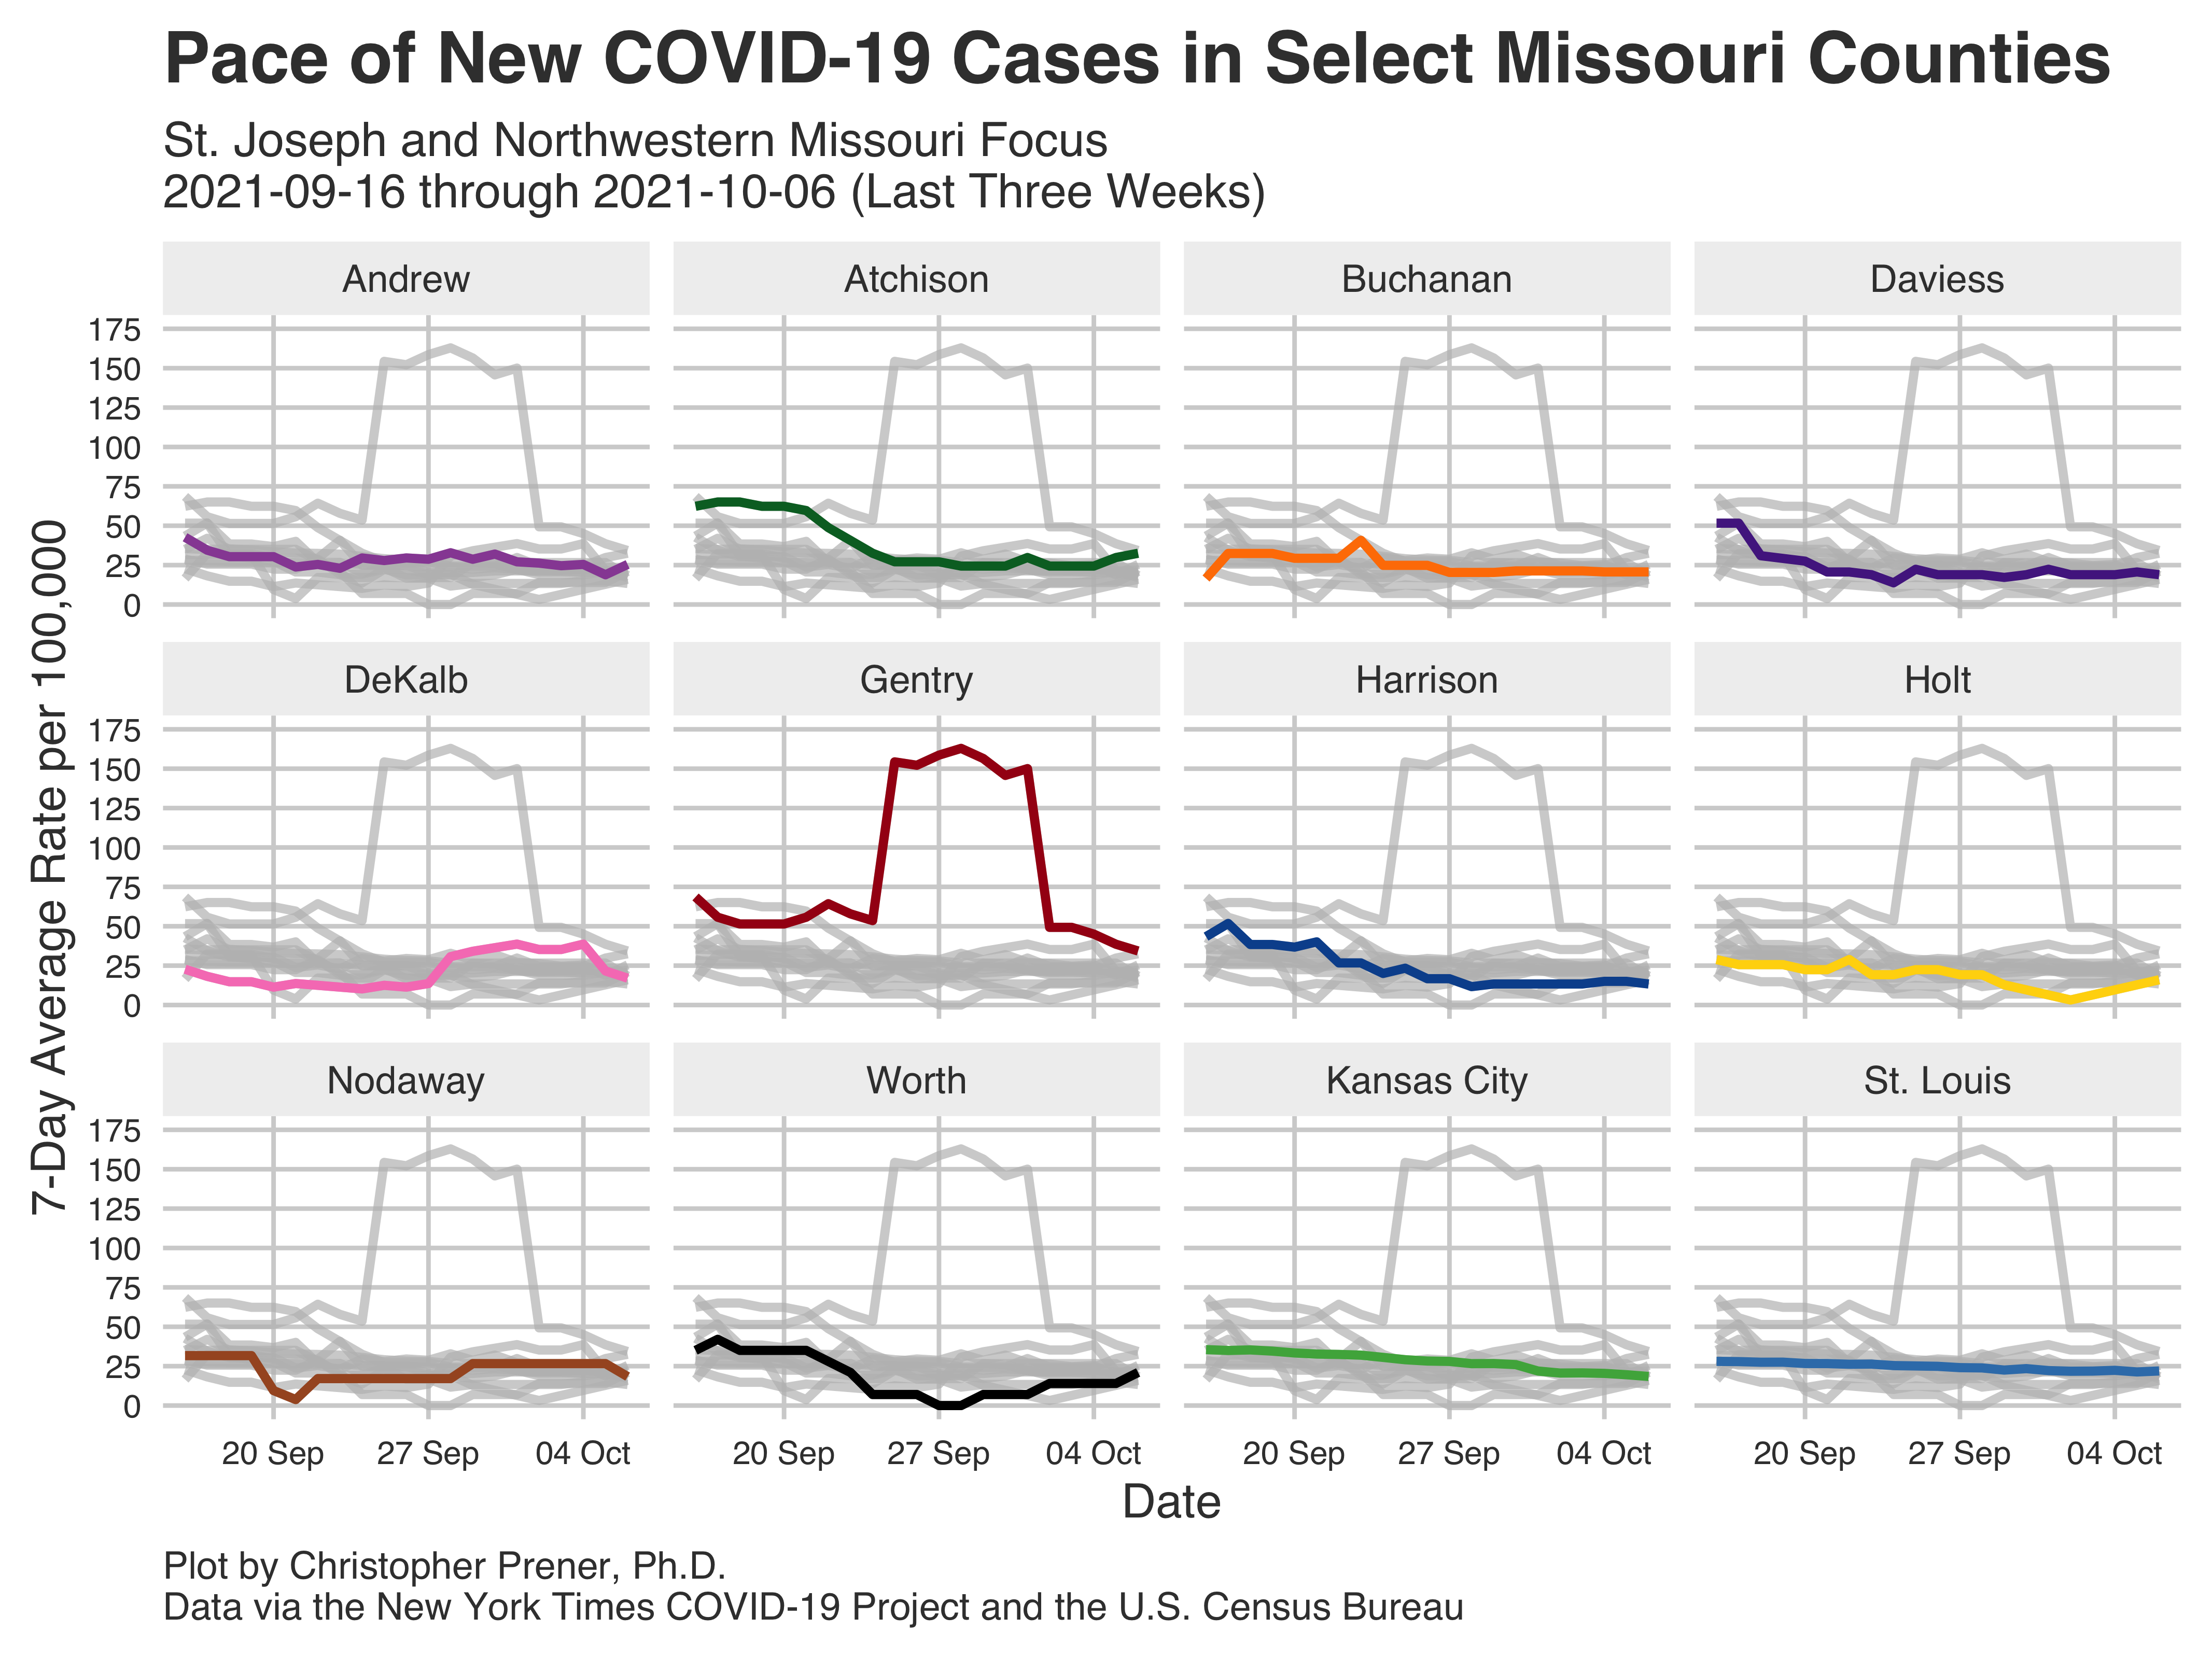 Pace of New COVID-19 Cases in Select Missouri Counties
St. Joseph and Northwestern Missouri Focus
2021-09-16 through 2021-10-06 (Last Three Weeks)
7-Day Average Rate per 100,000
Andrew
Atchison
Buchanan
Daviess
175
150
125
100
75
50
25
0
DeKalb
Gentry
Harrison
Holt
175
150
125
100
75
50
25
0
Nodaway
Worth
Kansas City
St. Louis
175
150
125
100
75
50
25
0
20 Sep
27 Sep
04 Oct
20 Sep
27 Sep
04 Oct
20 Sep
27 Sep
04 Oct
20 Sep
27 Sep
04 Oct
Date
Plot by Christopher Prener, Ph.D.
Data via the New York Times COVID-19 Project and the U.S. Census Bureau